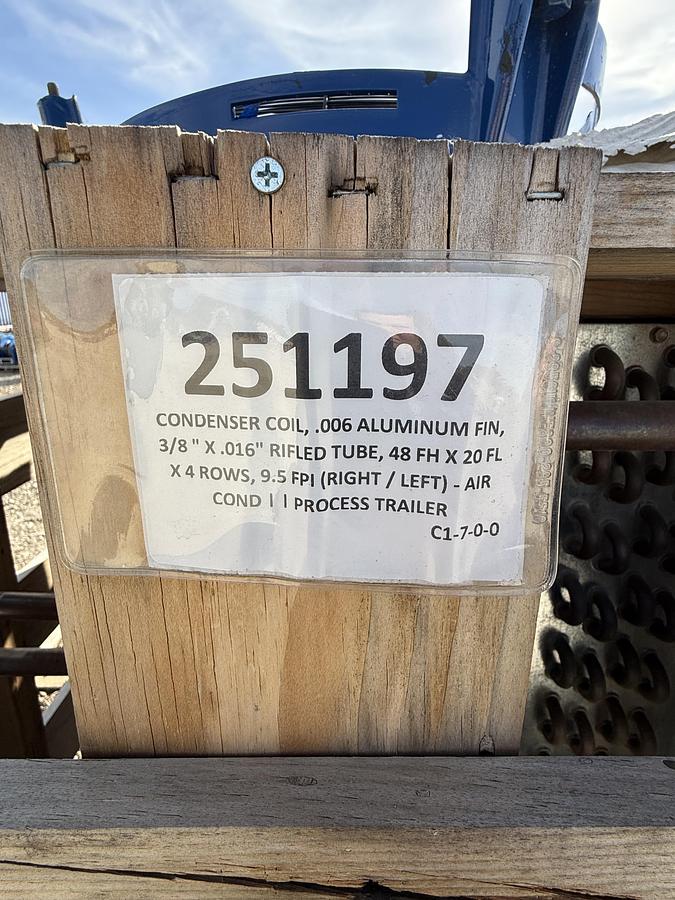 251197
CONDENSER COIL, .006 ALUMINUM FIN,
3/8 " X .016" RIFLED TUBE, 48 FH X 20 FL
X 4 ROWS, 9.5 FPI (RIGHT / LEFT) - AIR
COND | | PROCESS TRAILER
C1-7-0-0